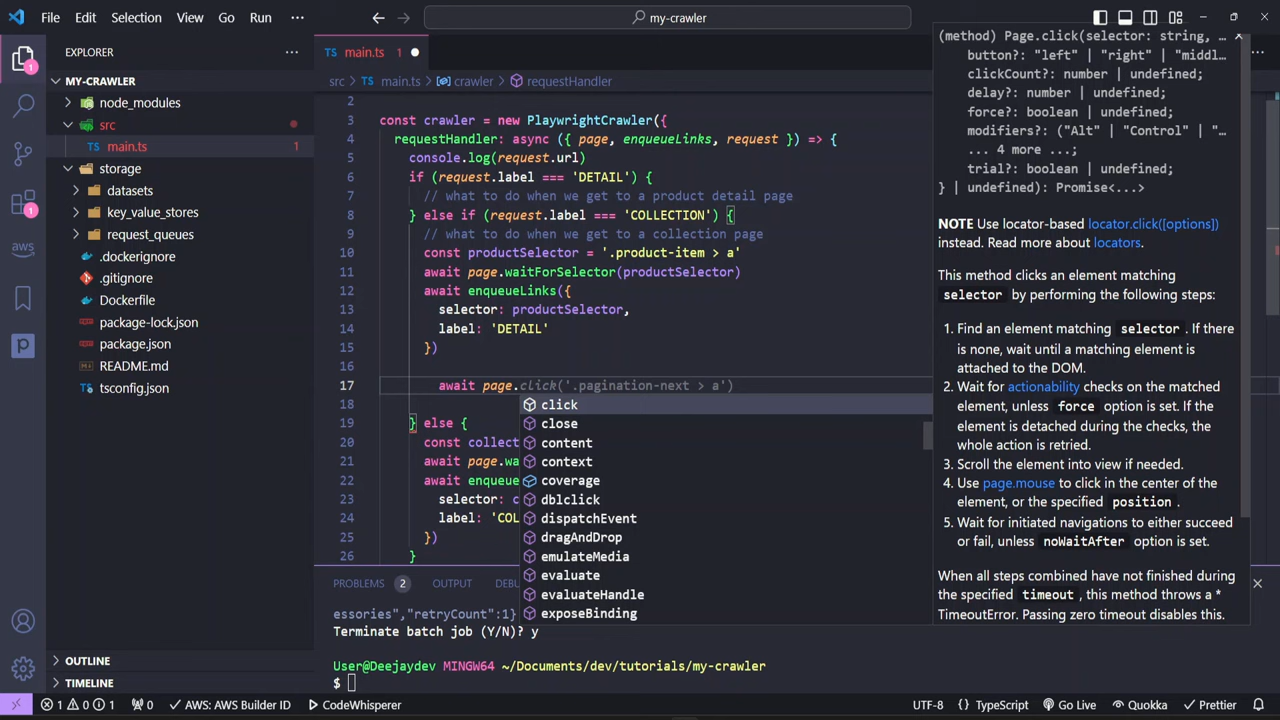 File Edit Selection View Go Run ···
my-crawler
EXPLORER ···
MY-CRAWLER
node_modules
src
TS main.ts 1
storage
datasets
key_value_stores
request_queues
.dockerignore
.gitignore
Dockerfile
package-lock.json
package.json
README.md
tsconfig.json
OUTLINE
TIMELINE
1
1
aws
p
TS main.ts 1
src > TS main.ts > crawler > requestHandler
2
3 const crawler = new PlaywrightCrawler({
4 requestHandler: async ({ page, enqueueLinks, request }) => {
5 console.log(request.url)
6 if (request.label === 'DETAIL') {
7 // what to do when we get to a product detail page
8 } else if (request.label === 'COLLECTION') {
9 // what to do when we get to a collection page
10 const productSelector = '.product-item > a'
11 await page.waitForSelector(productSelector)
12 await enqueueLinks({
13 selector: productSelector,
14 label: 'DETAIL'
15 })
16
17 await page.click('.pagination-next > a')
18
19 } else {
20 const collect
21 await page.wa
22 await enqueue
23 selector: c
24 label: 'COL
25 })
26 }
click
close
content
context
coverage
dblclick
dispatchEvent
dragAndDrop
emulateMedia
evaluate
evaluateHandle
exposeBinding
(method) Page.click(selector: string, …
button?: "left" | "right" | "middl…
clickCount?: number | undefined;
delay?: number | undefined;
force?: boolean | undefined;
modifiers?: ("Alt" | "Control" | "…
... 4 more ...;
trial?: boolean | undefined;
} | undefined): Promise<...>
NOTE Use locator-based locator.click([options])
instead. Read more about locators.
This method clicks an element matching
selector by performing the following steps:
1. Find an element matching selector . If there
is none, wait until a matching element is
attached to the DOM.
2. Wait for actionability checks on the matched
element, unless force option is set. If the
element is detached during the checks, the
whole action is retried.
3. Scroll the element into view if needed.
4. Use page.mouse to click in the center of the
element, or the specified position .
5. Wait for initiated navigations to either succeed
or fail, unless noWaitAfter option is set.
When all steps combined have not finished during
the specified timeout , this method throws a *
TimeoutError. Passing zero timeout disables this.
PROBLEMS 2 OUTPUT DEBU
essories","retryCount":1}
Terminate batch job (Y/N)? y
User@Deejaydev MINGW64 ~/Documents/dev/tutorials/my-crawler
$
1 0 1 0 AWS: AWS Builder ID CodeWhisperer UTF-8 {} TypeScript Go Live Quokka Prettier